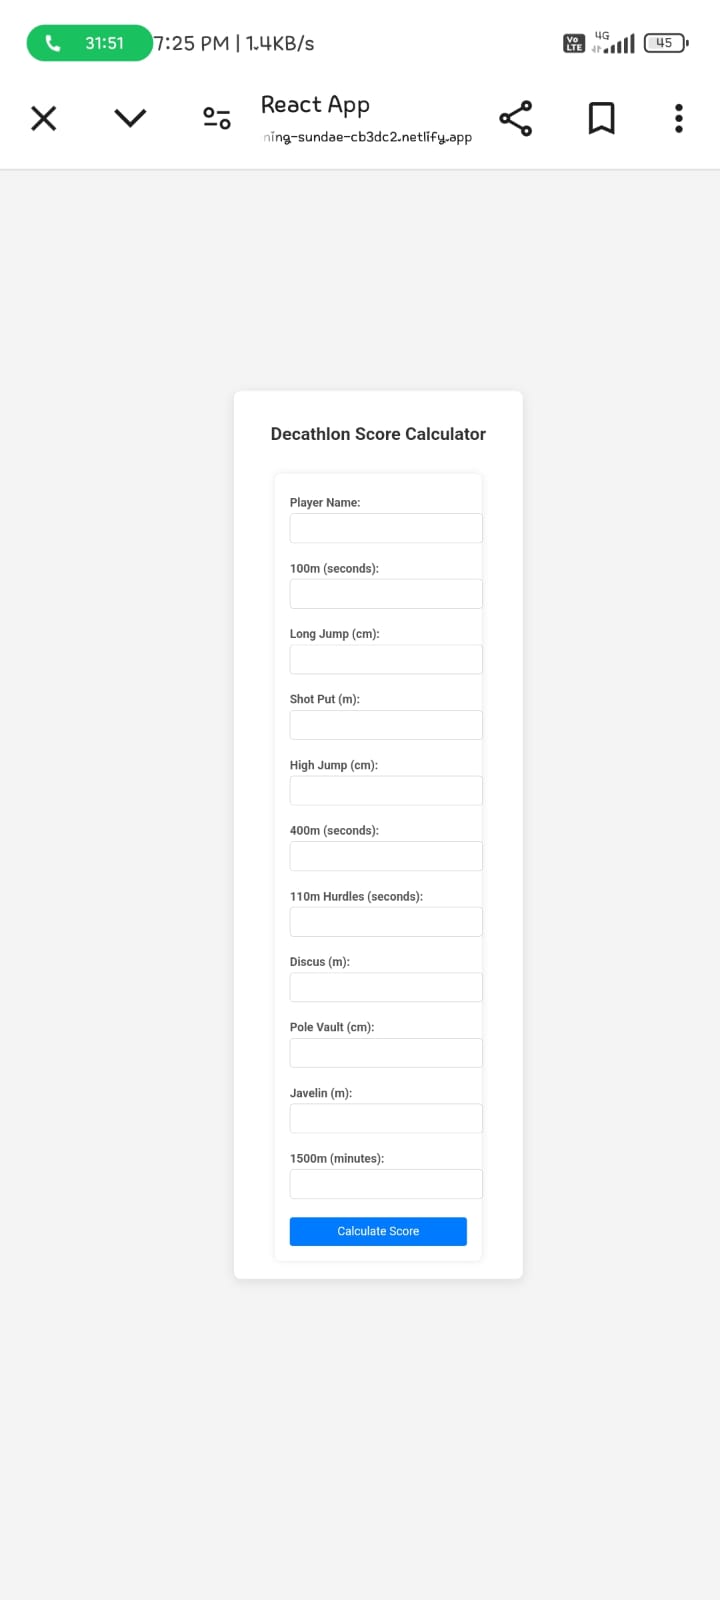 31:51 7:25 PM | 1.4KB/s Vo LTE 4G 45
React App
ning-sundae-cb3dc2.netlify.app
Decathlon Score Calculator
Player Name:
100m (seconds):
Long Jump (cm):
Shot Put (m):
High Jump (cm):
400m (seconds):
110m Hurdles (seconds):
Discus (m):
Pole Vault (cm):
Javelin (m):
1500m (minutes):
Calculate Score